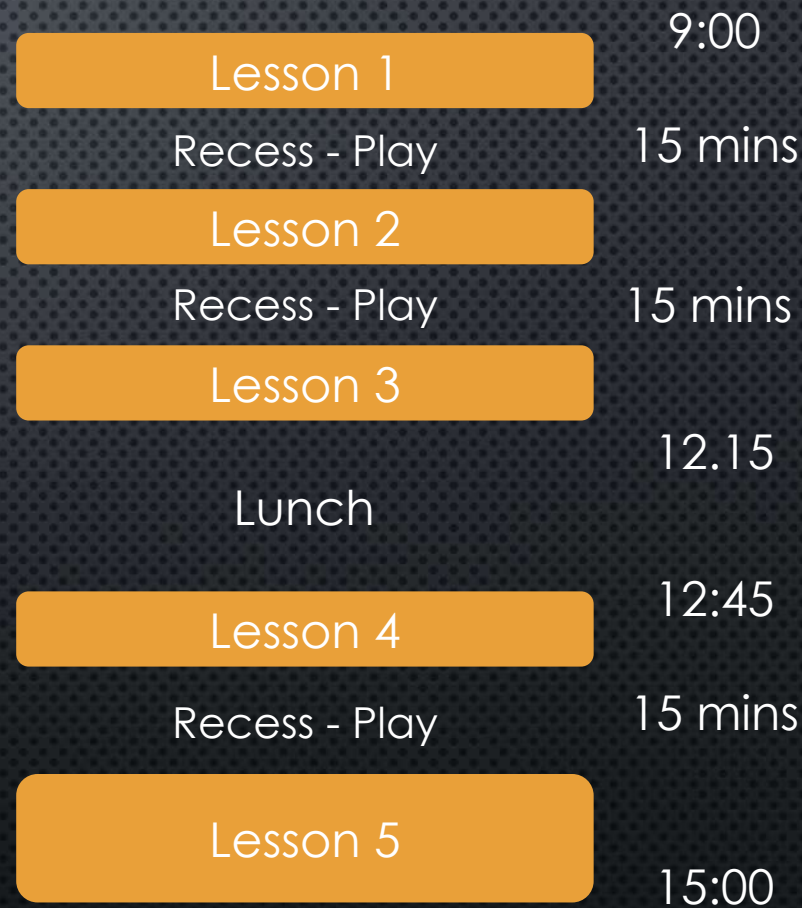 9:00
Lesson 1
Recess - Play 15 mins
Lesson 2
Recess - Play 15 mins
Lesson 3
12.15
Lunch
12:45
Lesson 4
Recess - Play 15 mins
Lesson 5
15:00